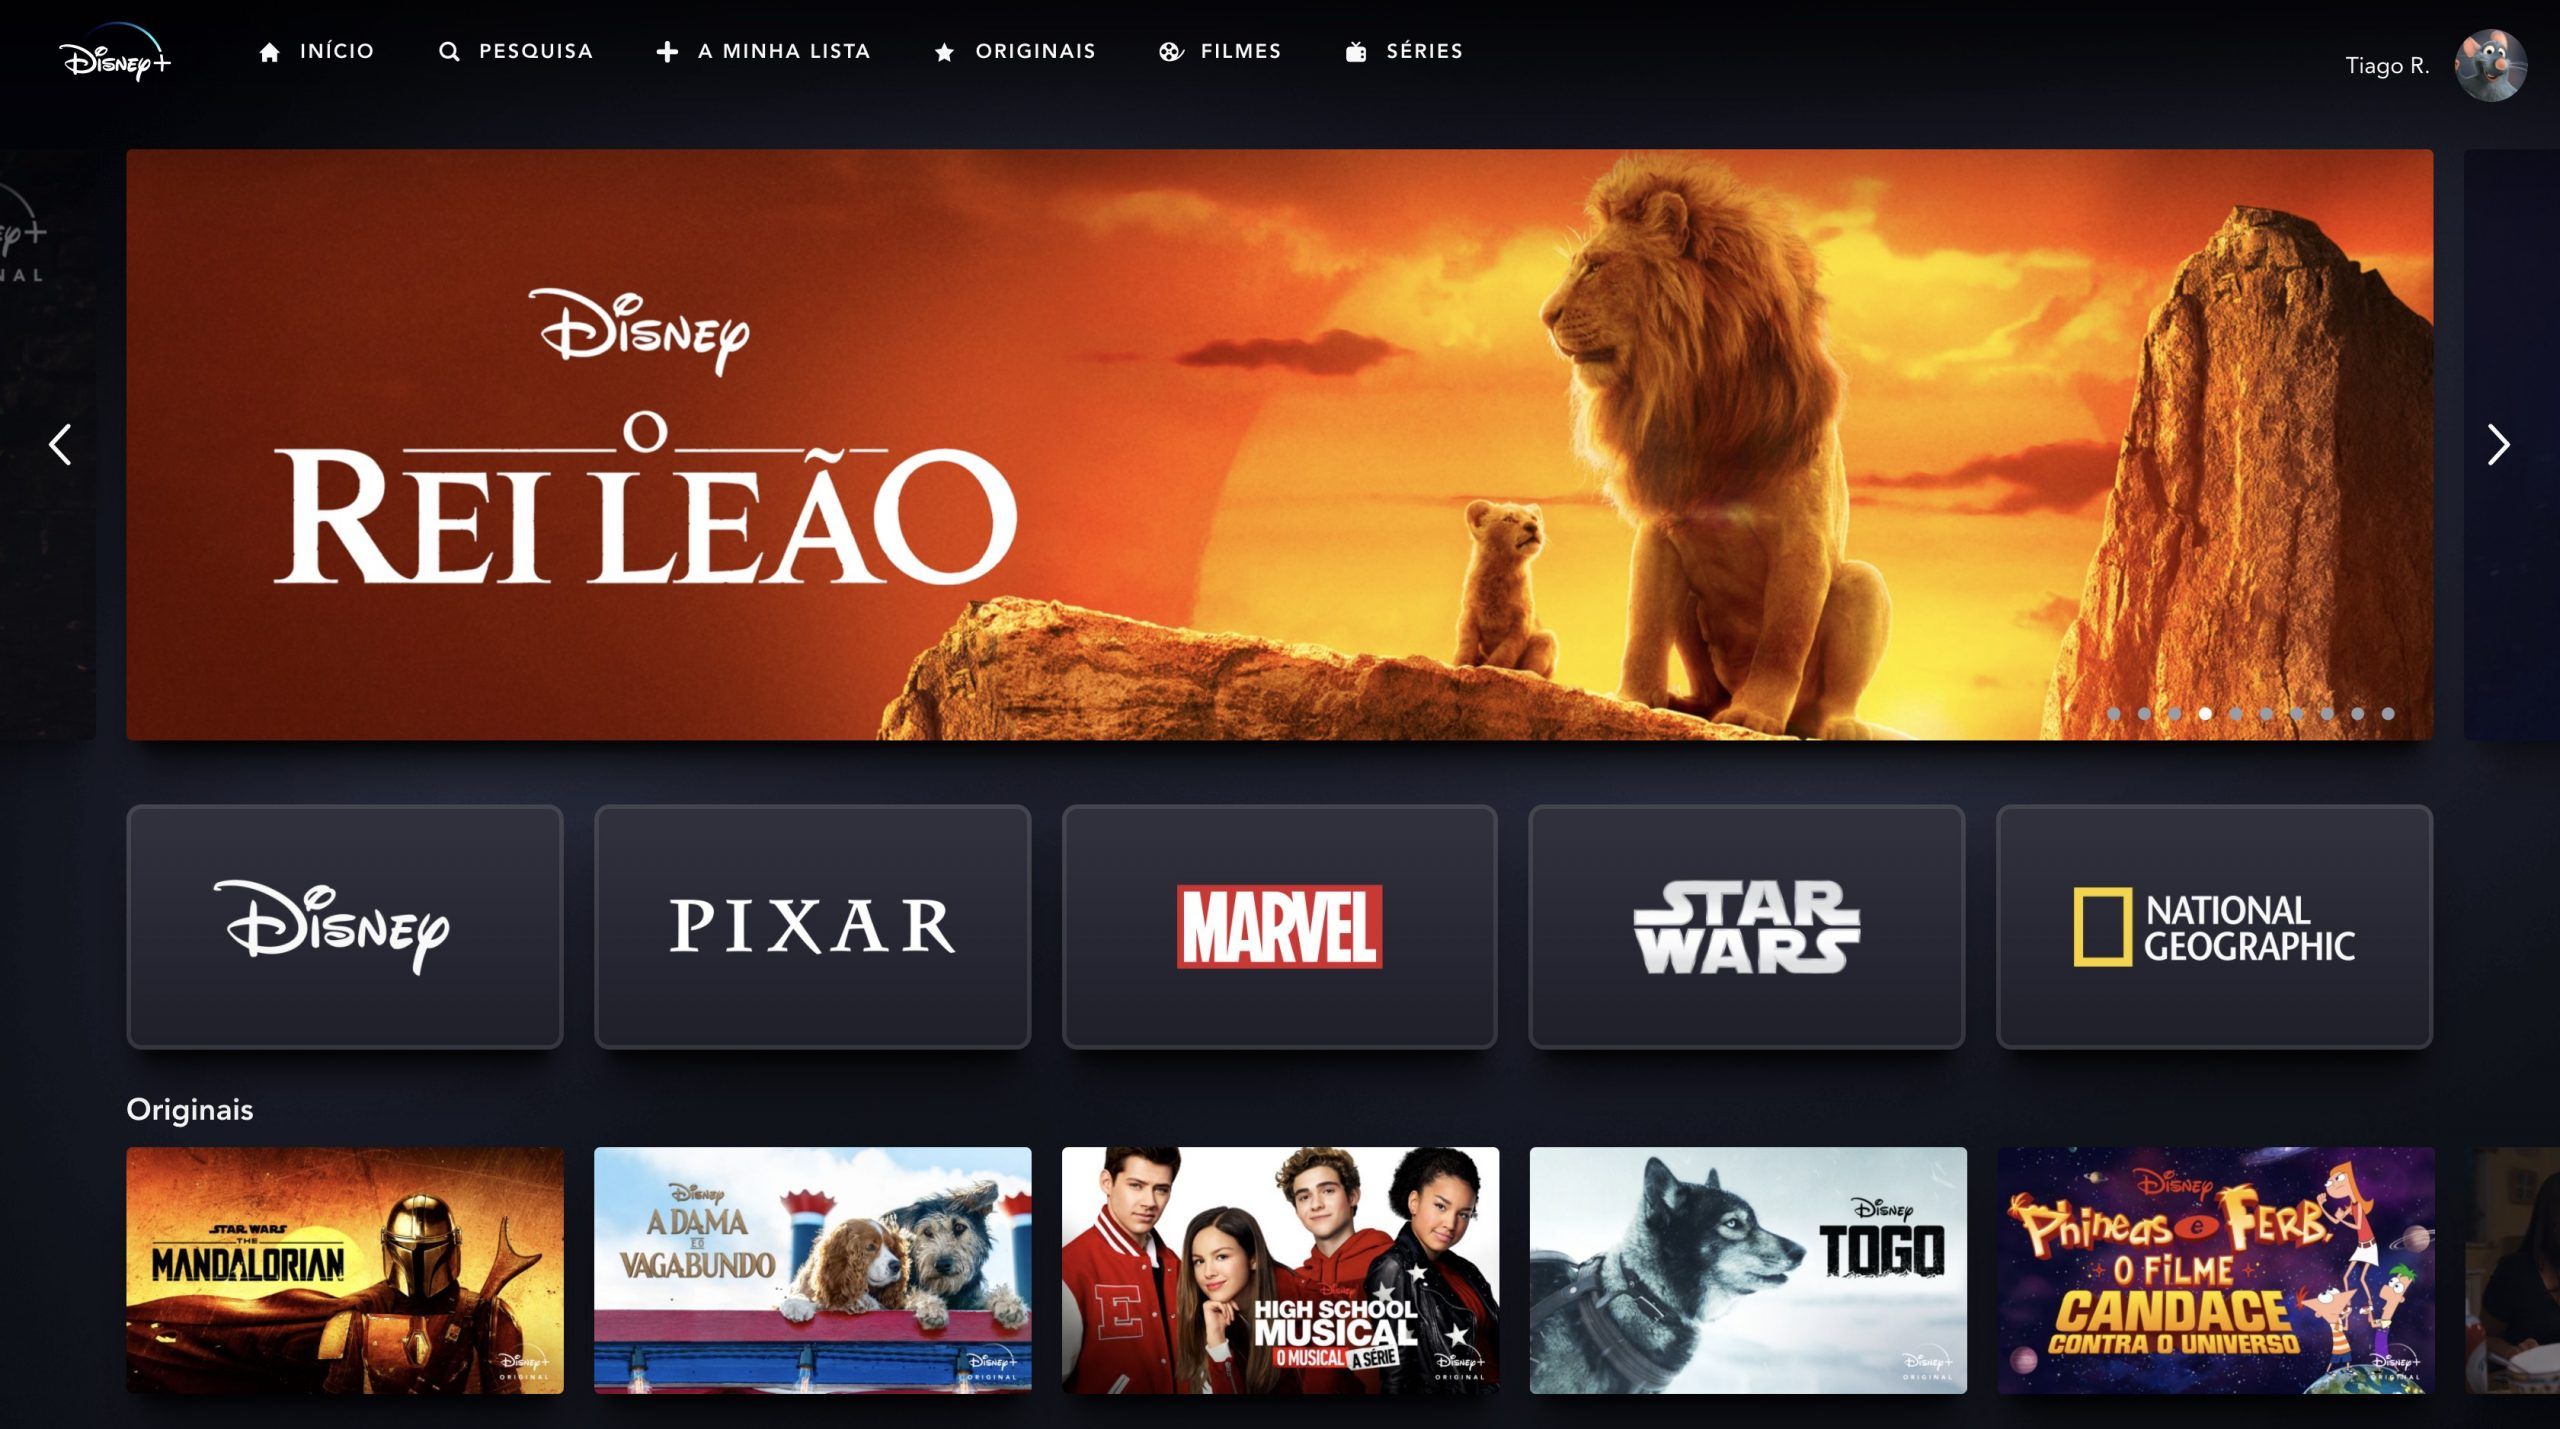 Disney+
INÍCIO
PESQUISA
A MINHA LISTA
ORIGINAIS
FILMES
SÉRIES
Tiago R.
Disney
O
REI LEÃO
Disney
PIXAR
MARVEL
STAR
WARS
NATIONAL
GEOGRAPHIC
Originais
STAR WARS
THE
MANDALORIAN
Disney+
ORIGINAL
Disney
A DAMA
E O
VAGABUNDO
Disney+
ORIGINAL
E
Disney
HIGH SCHOOL
MUSICAL
O MUSICAL A SÉRIE
Disney+
ORIGINAL
Disney
TOGO
Disney+
ORIGINAL
Disney
Phineas e FERB,
O FiLME
CANDACE
CONTRA O UNIVERSO
Disney+
ORIGINAL